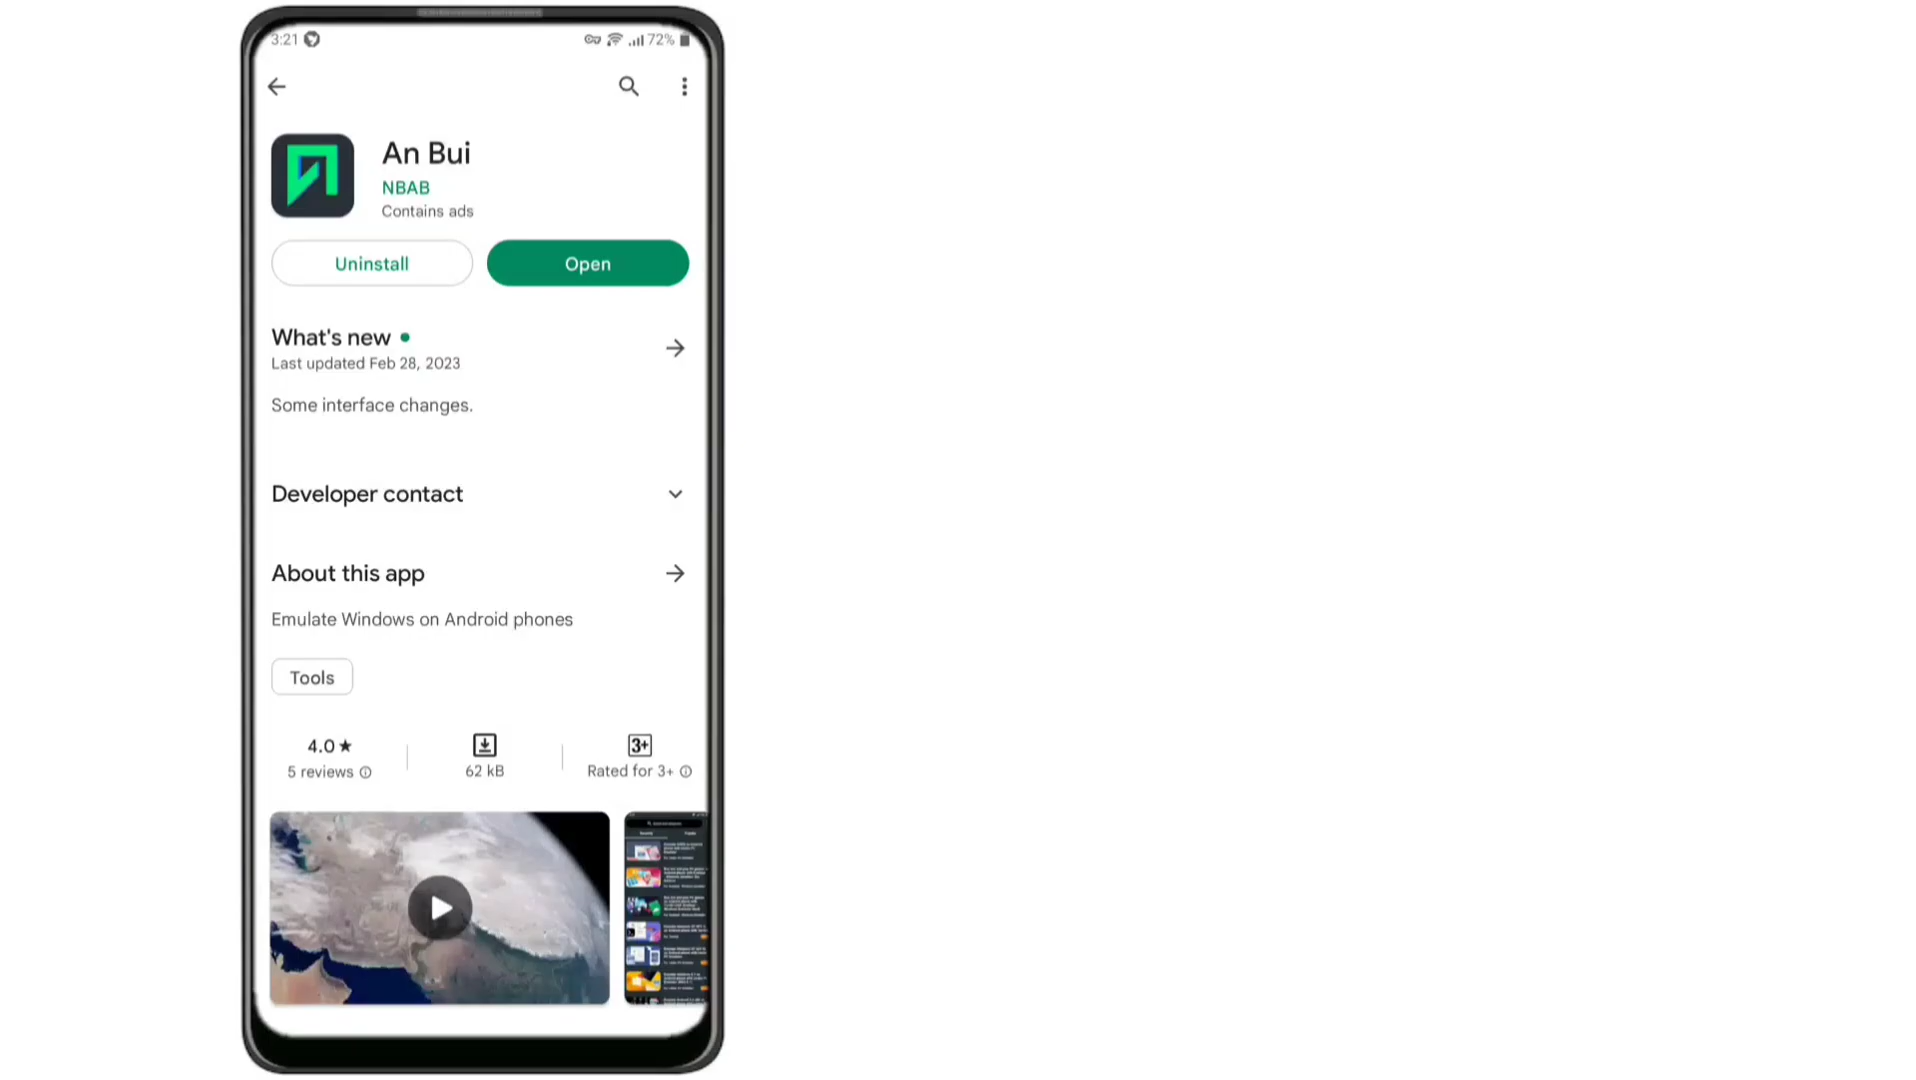 3:21 72%
An Bui
NBAB
Contains ads
Uninstall Open
What's new
Last updated Feb 28, 2023
Some interface changes.
Developer contact
About this app
Emulate Windows on Android phones
Tools
4.0★ 3+
5 reviews 62 kB Rated for 3+